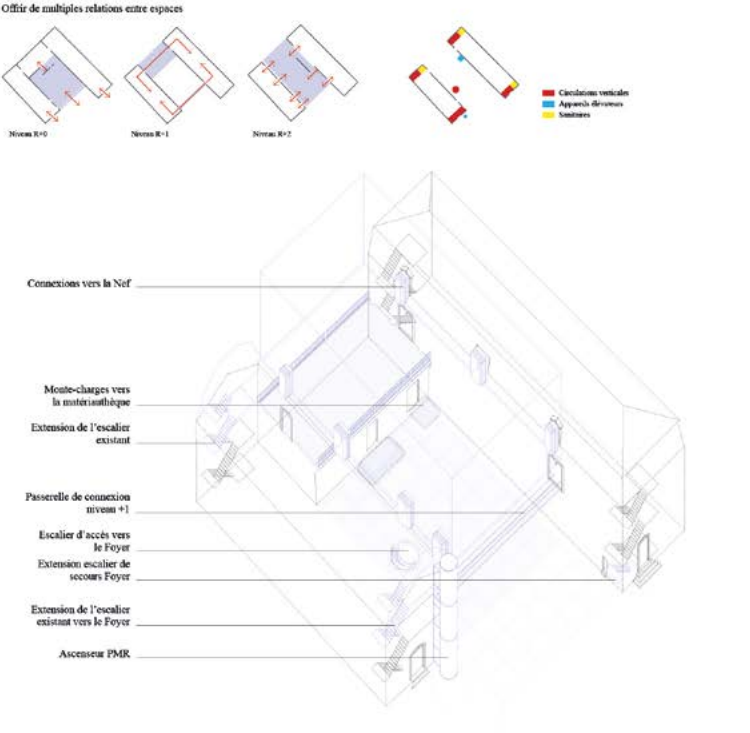 Offrir de multiples relations entre espaces
Niveau R+0
Niveau R+1
Niveau R+2
Circulations verticales
Appareils élévateurs
Sanitaires
Connexions vers la Nef
Monte-charges vers
la matériauthèque
Extension de l'escalier
existant
Passerelle de connexion
niveau +1
Escalier d'accès vers
le Foyer
Extension escalier de
secours Foyer
Extension de l'escalier
existant vers le Foyer
Ascenseur PMR